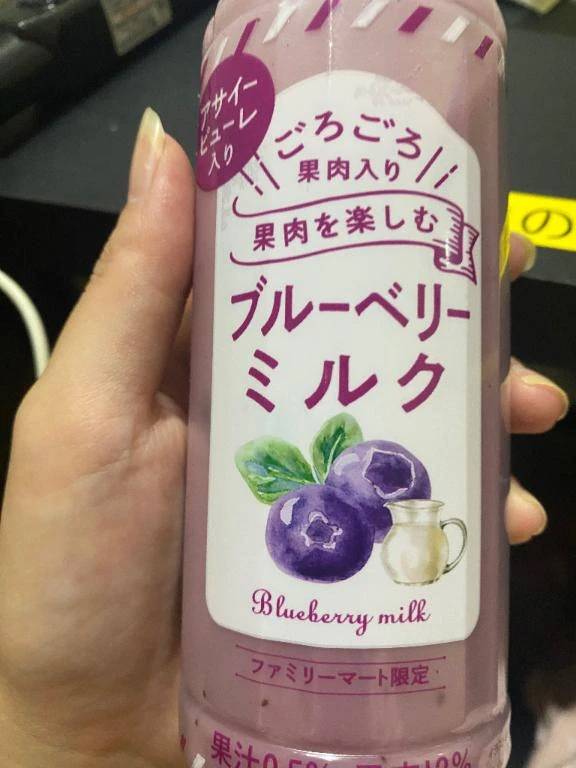 アサイー
ピューレ
入り
ごろごろ
果肉入り
果肉を楽しむ
ブルーベリー
ミルク
Blueberry milk
ファミリーマート限定
の